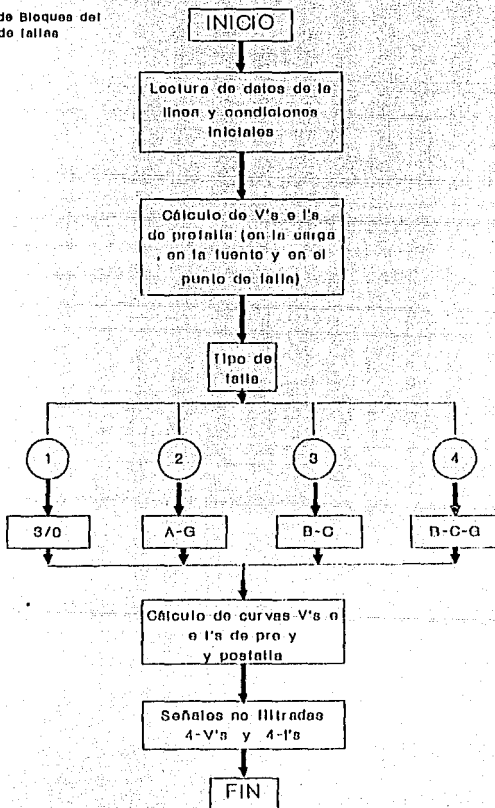 de Bloques del
de fallas
INICIO
Lectura de datos de la
línea y condiciones
iniciales
Cálculo de V's e I's
de prefalla (en la carga
, en la fuente y en el
punto de falla)
Tipo de
falla
1
2
3
4
3/0
A-G
B-C
B-C-G
Cálculo de curvas V's e
e I's de pre y
y postfalla
Señales no filtradas
4-V's y 4-I's
FIN